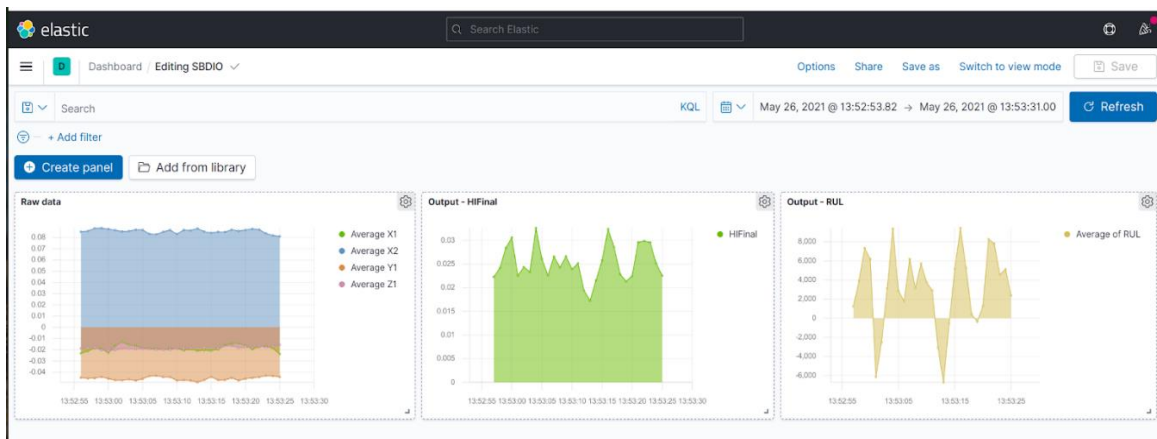 elastic
Search Elastic
D
Dashboard / Editing SBDIO
Options Share Save as Switch to view mode Save
Search
KQL
May 26, 2021 @ 13:52:53.82 → May 26, 2021 @ 13:53:31.00
Refresh
+ Add filter
Create panel
Add from library
Raw data
0.08
0.07
0.06
0.05
0.04
0.03
0.02
0.01
0
-0.01
-0.02
-0.03
-0.04
13:52:55 13:53:00 13:53:05 13:53:10 13:53:15 13:53:20 13:53:25 13:53:30
Average X1
Average X2
Average Y1
Average Z1
Output - HIFinal
0.03
0.025
0.02
0.015
0.01
0.005
0
13:52:55 13:53:00 13:53:05 13:53:10 13:53:15 13:53:20 13:53:25 13:53:30
HIFinal
Output - RUL
8,000
6,000
4,000
2,000
0
-2,000
-4,000
-6,000
13:52:55 13:53:05 13:53:15 13:53:25
Average of RUL